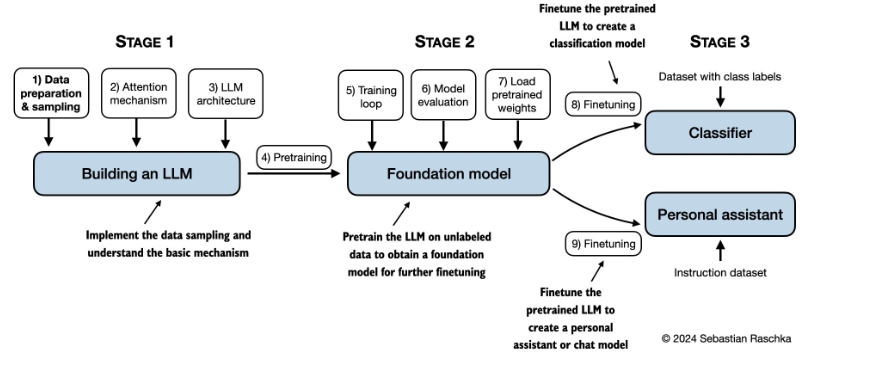 STAGE 1
1) Data
preparation
& sampling
2) Attention
mechanism
3) LLM
architecture
Building an LLM
Implement the data sampling and
understand the basic mechanism
4) Pretraining
STAGE 2
5) Training
loop
6) Model
evaluation
7) Load
pretrained
weights
Foundation model
Pretrain the LLM on unlabeled
data to obtain a foundation
model for further finetuning
Finetune the pretrained
LLM to create a
classification model
8) Finetuning
STAGE 3
Dataset with class labels
Classifier
Personal assistant
9) Finetuning
Instruction dataset
Finetune the
pretrained LLM to
create a personal
assistant or chat model
© 2024 Sebastian Raschka